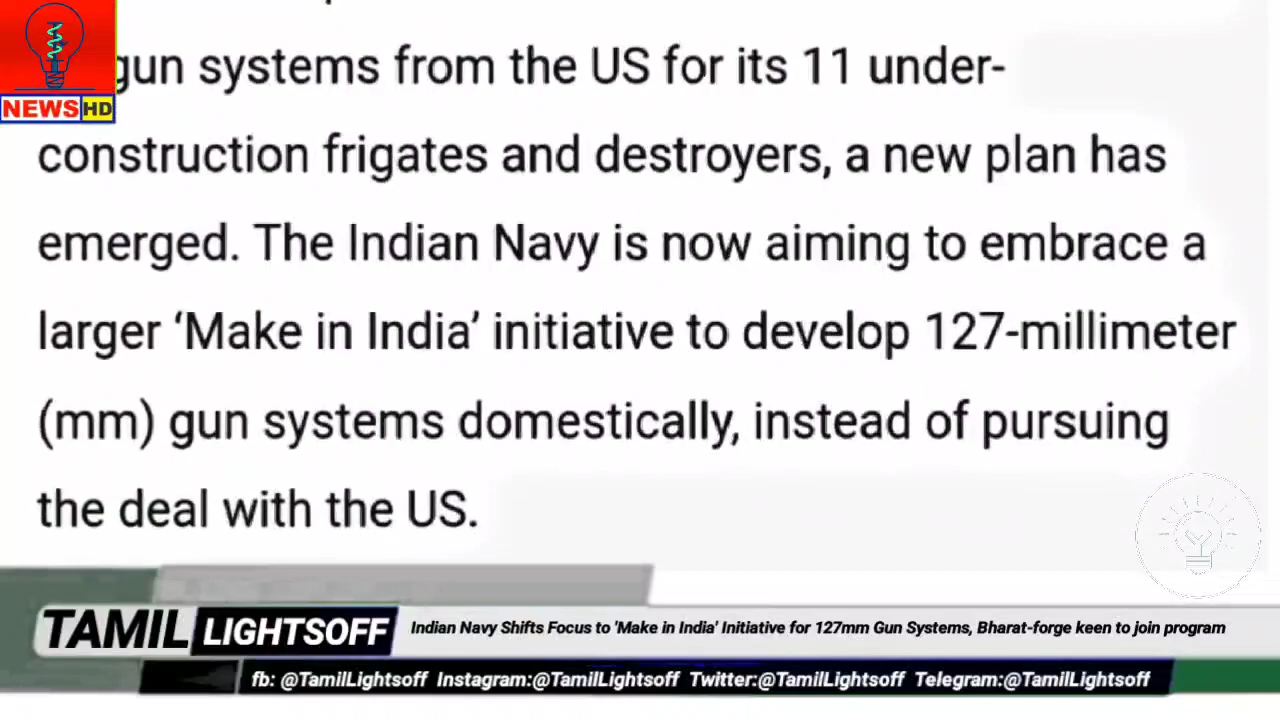 gun systems from the US for its 11 under-
construction frigates and destroyers, a new plan has
emerged. The Indian Navy is now aiming to embrace a
larger ‘Make in India’ initiative to develop 127-millimeter
(mm) gun systems domestically, instead of pursuing
the deal with the US.
NEWS HD
TAMIL LIGHTSOFF
Indian Navy Shifts Focus to 'Make in India' Initiative for 127mm Gun Systems, Bharat-forge keen to join program
fb: @TamilLightsoff Instagram:@TamilLightsoff Twitter:@TamilLightsoff Telegram:@TamilLightsoff